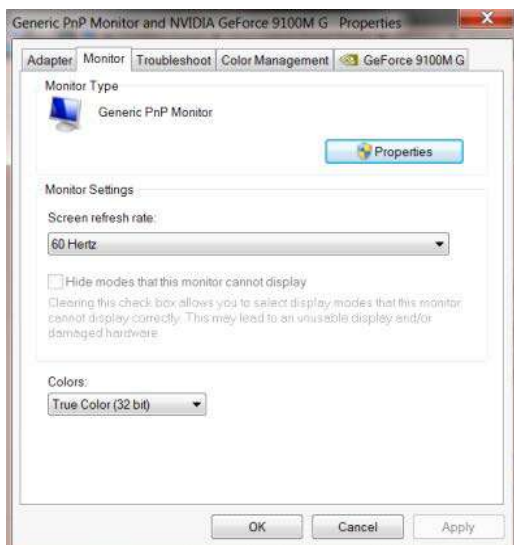 Generic PnP Monitor and NVIDIA GeForce 9100M G Properties
Adapter Monitor Troubleshoot Color Management GeForce 9100M G
Monitor Type
Generic PnP Monitor
Properties
Monitor Settings
Screen refresh rate:
60 Hertz
Hide modes that this monitor cannot display
Clearing this check box allows you to select display modes that this monitor
cannot display correctly. This may lead to an unusable display and/or
damaged hardware.
Colors:
True Color (32 bit)
OK Cancel Apply